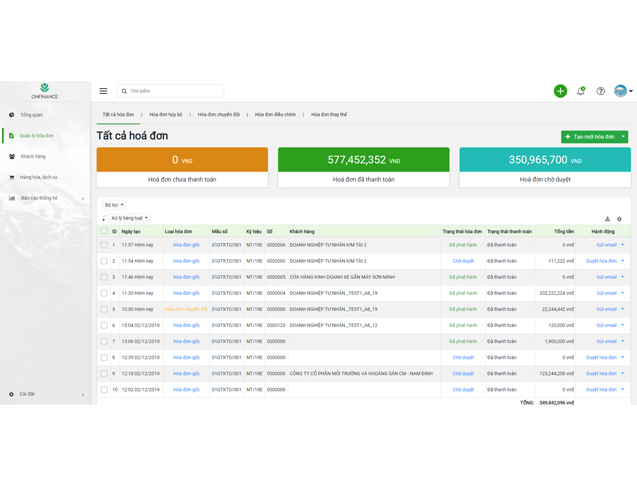 ONFINANCE
Tìm kiếm
Tổng quan
Quản lý hóa đơn
Khách hàng
Hàng hóa, dịch vụ
Báo cáo thống kê
Cài đặt
Tất cả hóa đơn | Hóa đơn hủy bỏ | Hóa đơn chuyển đổi | Hóa đơn điều chỉnh | Hóa đơn thay thế
Tất cả hoá đơn
+ Tạo mới hóa đơn
0 VND
Hoá đơn chưa thanh toán
577,452,352 VND
Hoá đơn đã thanh toán
350,965,700 VND
Hoá đơn chờ duyệt
Bộ lọc
Xử lý hàng loạt
ID Ngày tạo Loại hóa đơn Mẫu số Ký hiệu Số Khách hàng Trạng thái hóa đơn Trạng thái thanh toán Tổng tiền Hành động
1 11:57 Hôm nay Hóa đơn gốc 01GTKT0/001 NT/19E 0000006 DOANH NGHIỆP TƯ NHÂN KIM TÀI 2 Đã phát hành Đã thanh toán 0 vnđ Gửi email
2 11:54 Hôm nay Hóa đơn gốc 01GTKT0/001 NT/19E 0000000 DOANH NGHIỆP TƯ NHÂN KIM TÀI 2 Chờ duyệt Đã thanh toán 111,222 vnđ Duyệt hóa đơn
3 11:46 Hôm nay Hóa đơn gốc 01GTKT0/001 NT/19E 0000005 CỬA HÀNG KINH DOANH XE GẮN MÁY SƠN MINH Đã phát hành Đã thanh toán 0 vnđ Gửi email
4 11:33 Hôm nay Hóa đơn gốc 01GTKT0/001 NT/19E 0000004 DOANH NGHIỆP TƯ NHÂN _TEST1_A8_19 Đã phát hành Đã thanh toán 202,222,224 vnđ Gửi email
5 10:50 Hôm nay Hóa đơn chuyển đổi 01GTKT0/001 NT/19E 0000000 DOANH NGHIỆP TƯ NHÂN _TEST1_A8_19 Đã phát hành Đã thanh toán 22,244,442 vnđ Gửi email
6 15:04 02/12/2019 Hóa đơn gốc 01GTKT0/001 NT/19E 0000123 DOANH NGHIỆP TƯ NHÂN _TEST1_A8_12 Đã phát hành Đã thanh toán 120,000 vnđ Gửi email
7 13:06 02/12/2019 Hóa đơn gốc 01GTKT0/001 NT/19E 0000000 Đã phát hành Đã thanh toán 1,900,000 vnđ Gửi email
8 12:35 02/12/2019 Hóa đơn gốc 01GTKT0/001 NT/19E 0000000 Chờ duyệt Đã thanh toán 0 vnđ Duyệt hóa đơn
9 12:18 02/12/2019 Hóa đơn gốc 01GTKT0/001 NT/19E 0000000 CÔNG TY CỔ PHẦN MÔI TRƯỜNG VÀ KHOÁNG SẢN CM - NAM ĐỊNH Chờ duyệt Đã thanh toán 123,244,208 vnđ Duyệt hóa đơn
10 12:02 02/12/2019 Hóa đơn gốc 01GTKT0/001 NT/19E 0000000 Chờ duyệt Đã thanh toán 0 vnđ Duyệt hóa đơn
TỔNG: 349,842,096 vnđ